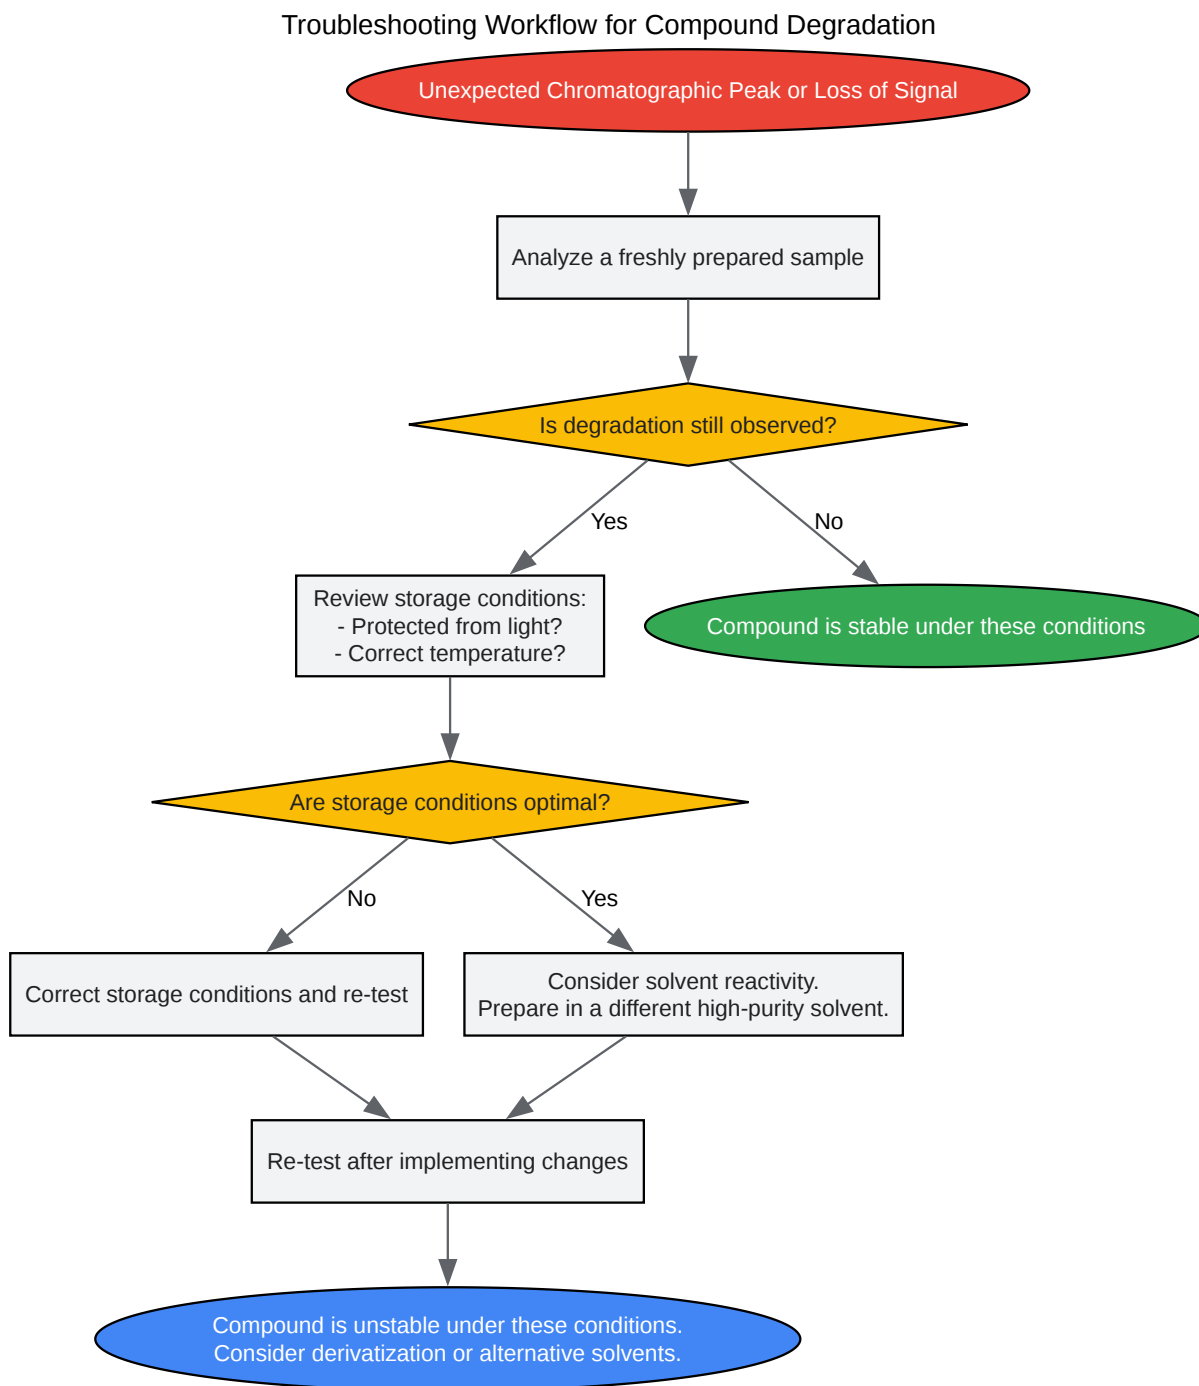 Troubleshooting Workflow for Compound Degradation
Unexpected Chromatographic Peak or Loss of Signal
Analyze a freshly prepared sample
Is degradation still observed?
Yes
No
Review storage conditions:
- Protected from light?
- Correct temperature?
Compound is stable under these conditions
Are storage conditions optimal?
No
Yes
Correct storage conditions and re-test
Consider solvent reactivity.
Prepare in a different high-purity solvent.
Re-test after implementing changes
Compound is unstable under these conditions.
Consider derivatization or alternative solvents.